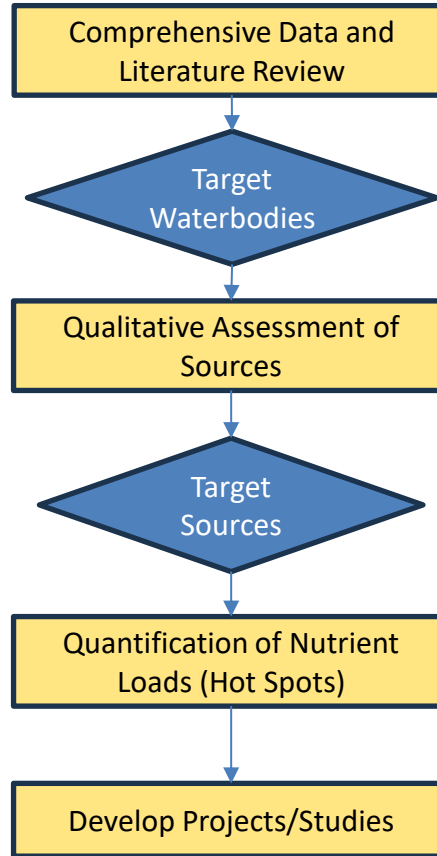 Comprehensive Data and
Literature Review
Target
Waterbodies
Qualitative Assessment of
Sources
Target
Sources
Quantification of Nutrient
Loads (Hot Spots)
Develop Projects/Studies